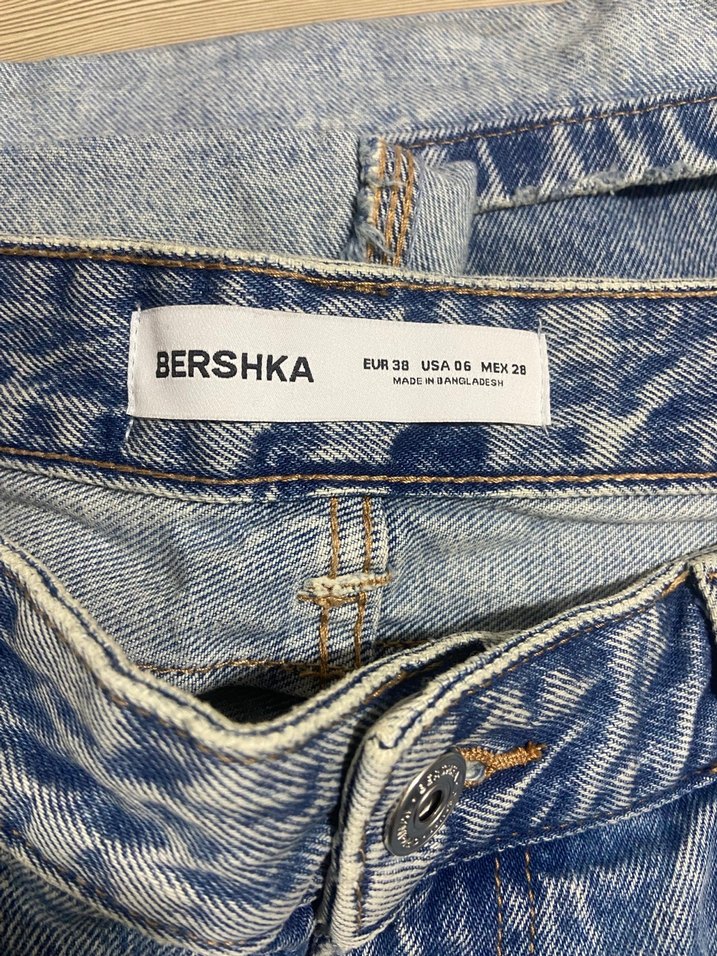 BERSHKA
EUR 38 USA 06 MEX 28
MADE IN BANGLADESH